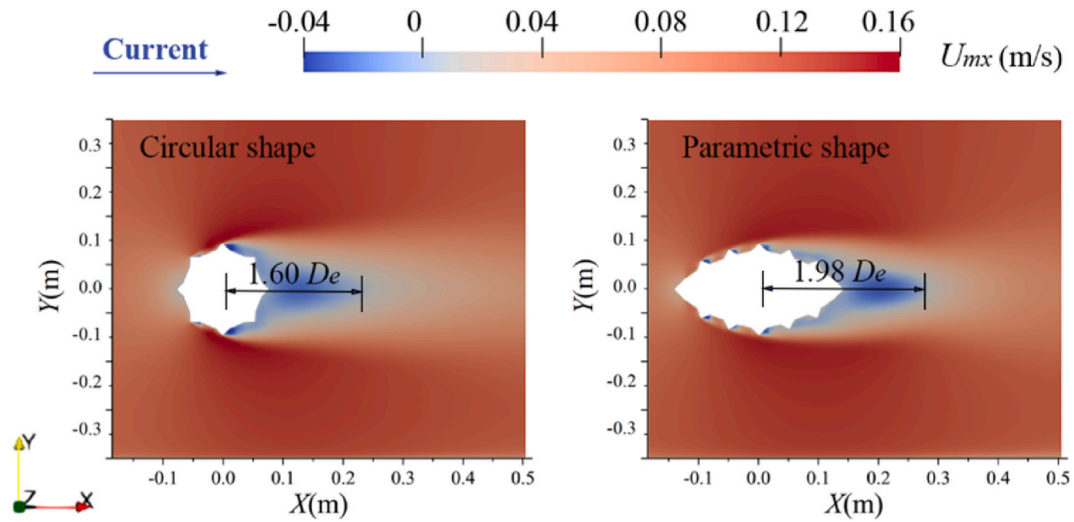 -0.04 0 0.04 0.08 0.12 0.16
Current
Umx (m/s)
Circular shape
Parametric shape
0.3
0.2
0.1
0.0
-0.1
-0.2
-0.3
Y(m)
1.60 De
-0.1 0.0 0.1 0.2 0.3 0.4 0.5
X(m)
0.3
0.2
0.1
0.0
-0.1
-0.2
-0.3
Y(m)
1.98 De
-0.1 0.0 0.1 0.2 0.3 0.4 0.5
X(m)
Y
Z
X